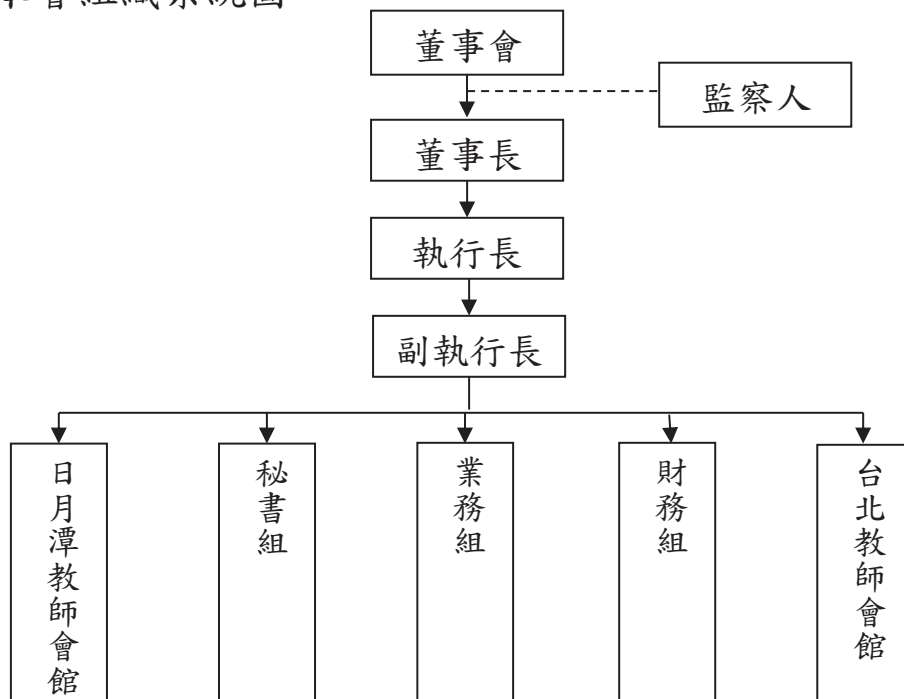 會組織系統圖
董事會
監察人
董事長
執行長
副執行長
日月潭教師會館
秘書組
業務組
財務組
台北教師會館